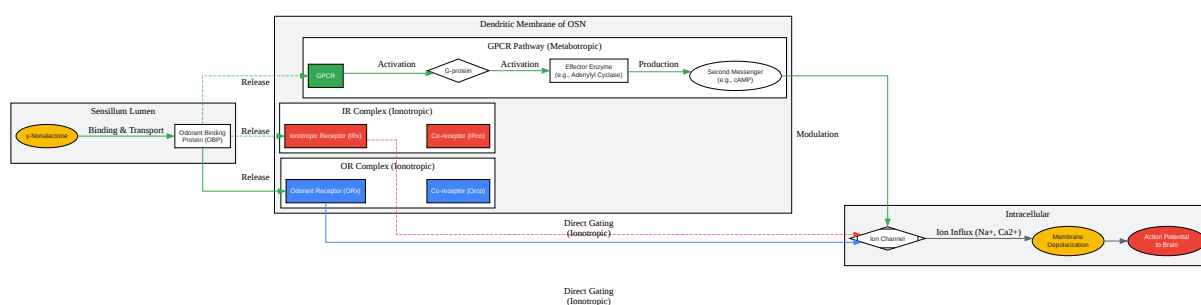 Dendritic Membrane of OSN
GPCR Pathway (Metabotropic)
GPCR
Activation
G-protein
Activation
Effector Enzyme
(e.g., Adenylyl Cyclase)
Production
Second Messenger
(e.g., cAMP)
Release
Sensillum Lumen
γ-Nonalactone
Binding & Transport
Odorant Binding
Protein (OBP)
Release
IR Complex (Ionotropic)
Ionotropic Receptor (IRx)
Co-receptor (IRco)
Modulation
OR Complex (Ionotropic)
Release
Odorant Receptor (ORx)
Co-receptor (Orco)
Direct Gating
(Ionotropic)
Intracellular
Ion Channel
Ion Influx (Na+, Ca2+)
Membrane
Depolarization
Action Potential
to Brain
Direct Gating
(Ionotropic)